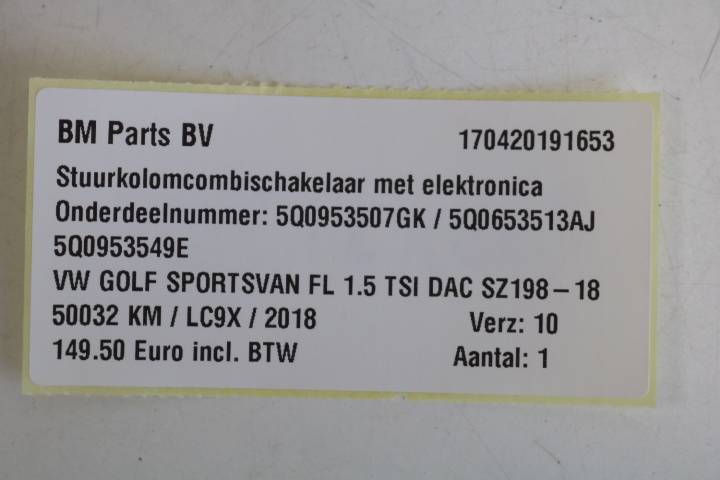 BM Parts BV 170420191653
Stuurkolomcombischakelaar met elektronica
Onderdeelnummer: 5Q0953507GK / 5Q0653513AJ
5Q0953549E
VW GOLF SPORTSVAN FL 1.5 TSI DAC SZ198-18
50032 KM / LC9X / 2018 Verz: 10
149.50 Euro incl. BTW Aantal: 1